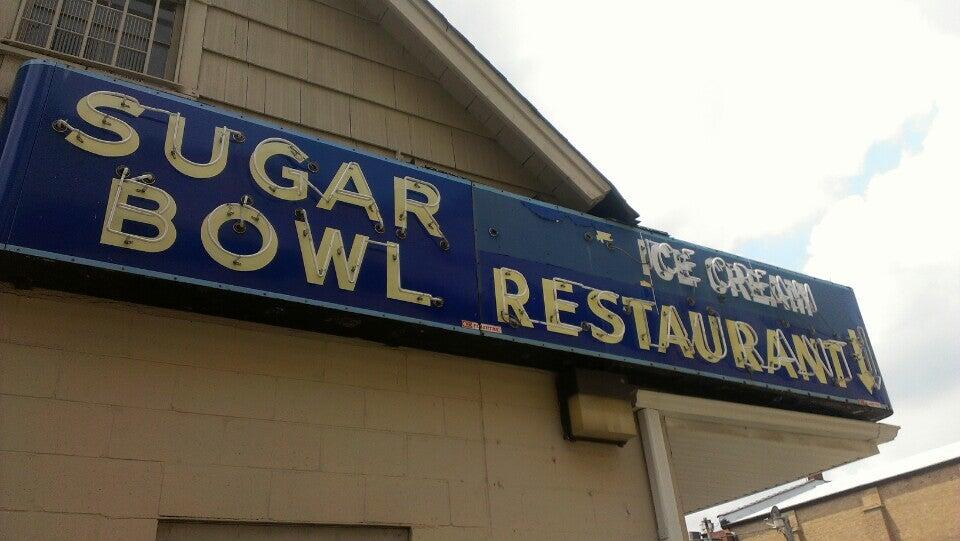 SUGAR
BOWL
ICE CREAM
RESTAURANT